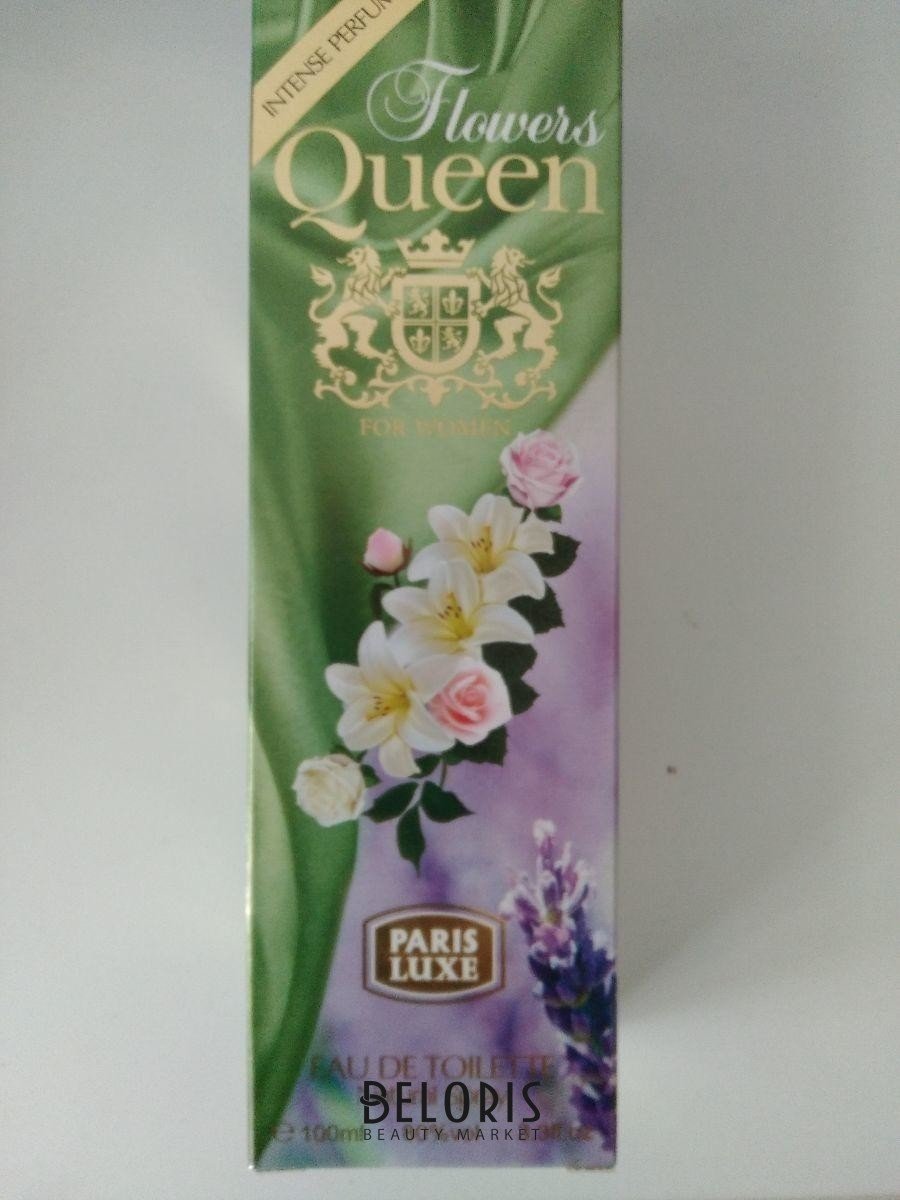 INTENSE PERFUM
Flowers
Queen
FOR WOMEN
PARIS
LUXE
EAU DE TOILETTE
BELORIS
BEAUTY MARKET
e 100ml